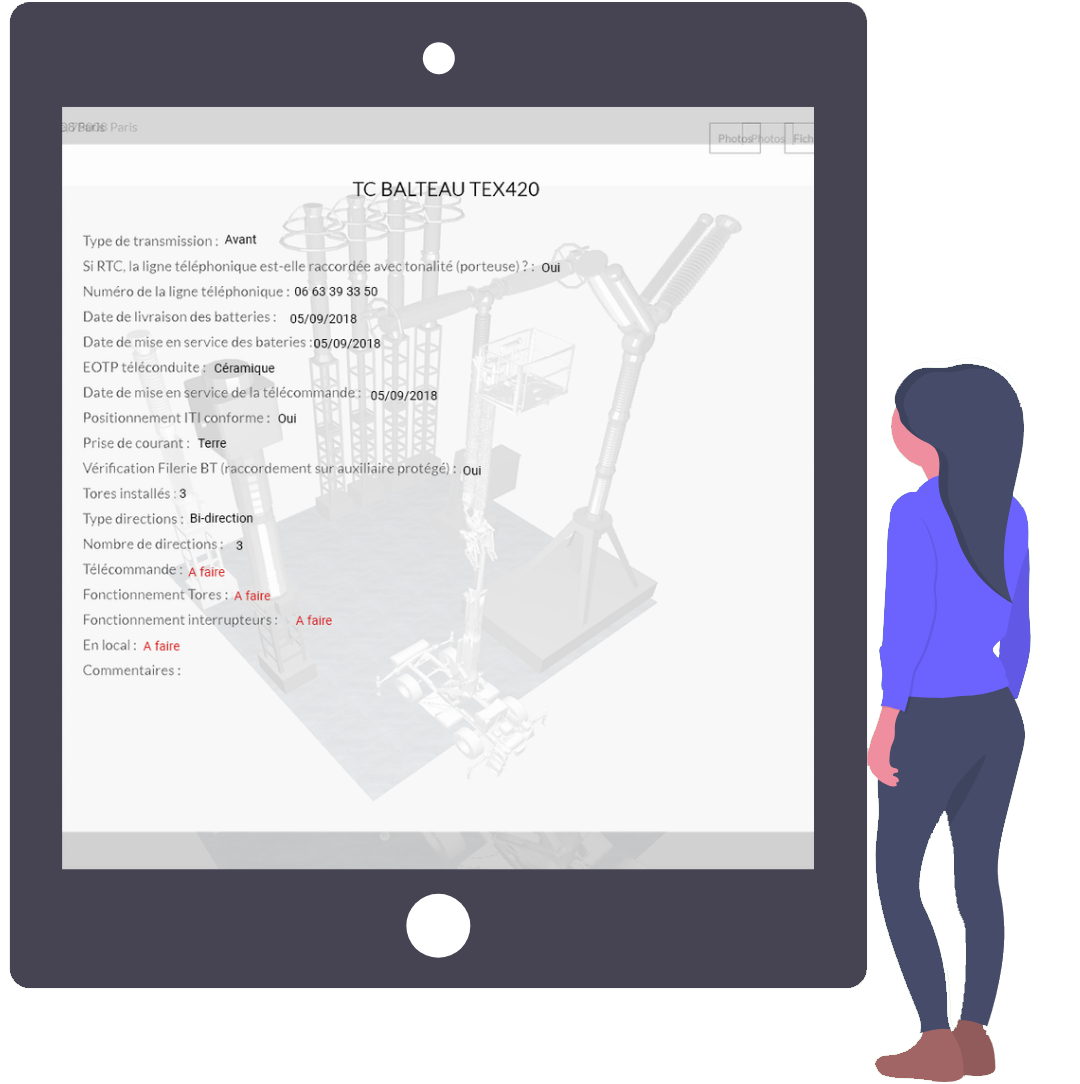 Paris
Photos Photos Fich
TC BALTEAU TEX420
Type de transmission : Avant
Si RTC, la ligne téléphonique est-elle raccordée avec tonalité (porteuse) ? : Oui
Numéro de la ligne téléphonique : 06 63 39 33 50
Date de livraison des batteries : 05/09/2018
Date de mise en service des bateries : 05/09/2018
EOTP téléconduite : Céramique
Date de mise en service de la télécommande : 05/09/2018
Positionnement ITI conforme : Oui
Prise de courant : Terre
Vérification Filerie BT (raccordement sur auxiliaire protégé) : Oui
Tores installés : 3
Type directions : Bi-direction
Nombre de directions : 3
Télécommande : A faire
Fonctionnement Tores : A faire
Fonctionnement interrupteurs : A faire
En local : A faire
Commentaires :